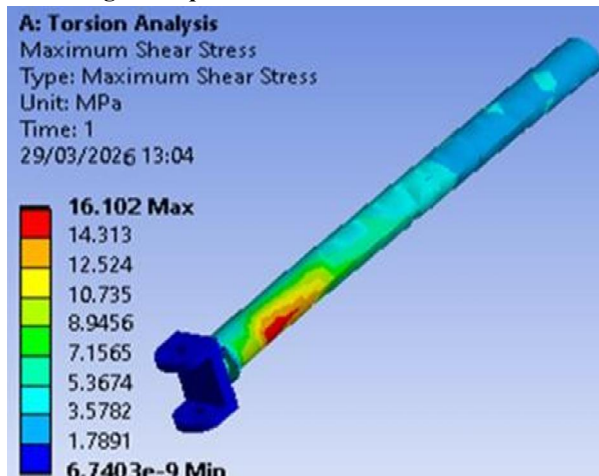 A: Torsion Analysis
Maximum Shear Stress
Type: Maximum Shear Stress
Unit: MPa
Time: 1
29/03/2026 13:04
16.102 Max
14.313
12.524
10.735
8.9456
7.1565
5.3674
3.5782
1.7891
6.7403e-9 Min